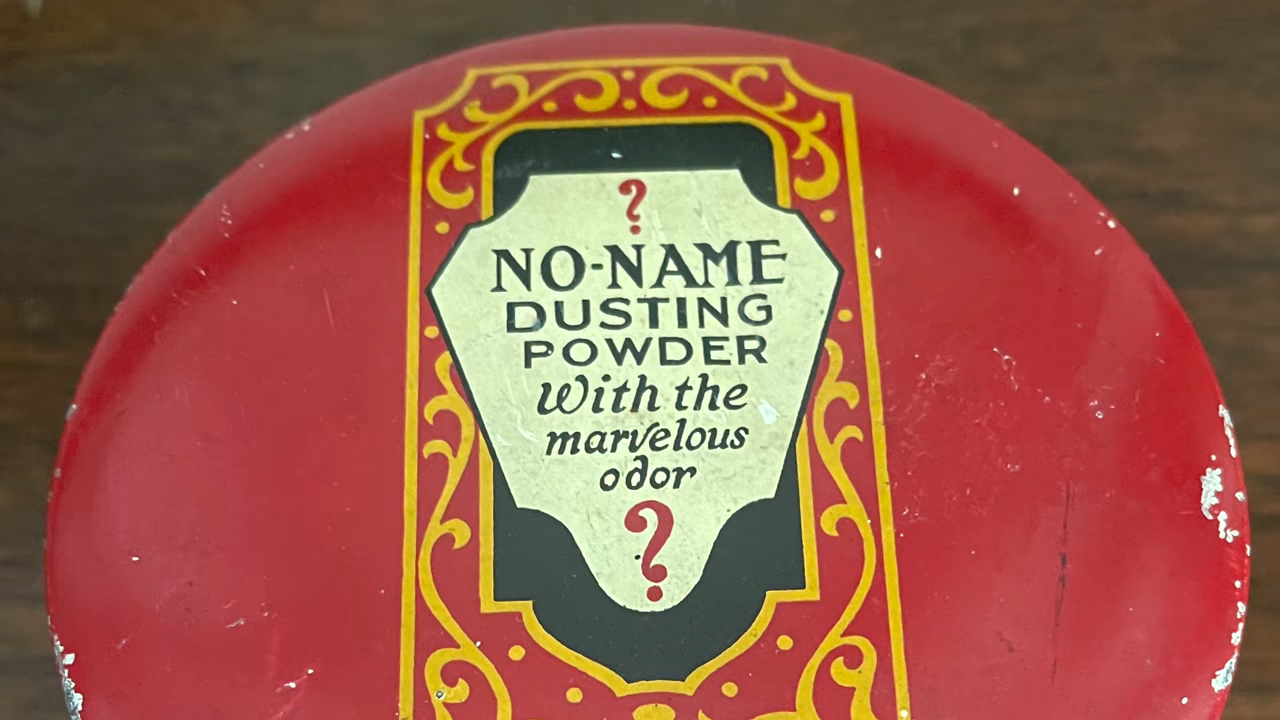 ?
NO-NAME
DUSTING
POWDER
With the
marvelous
odor
?